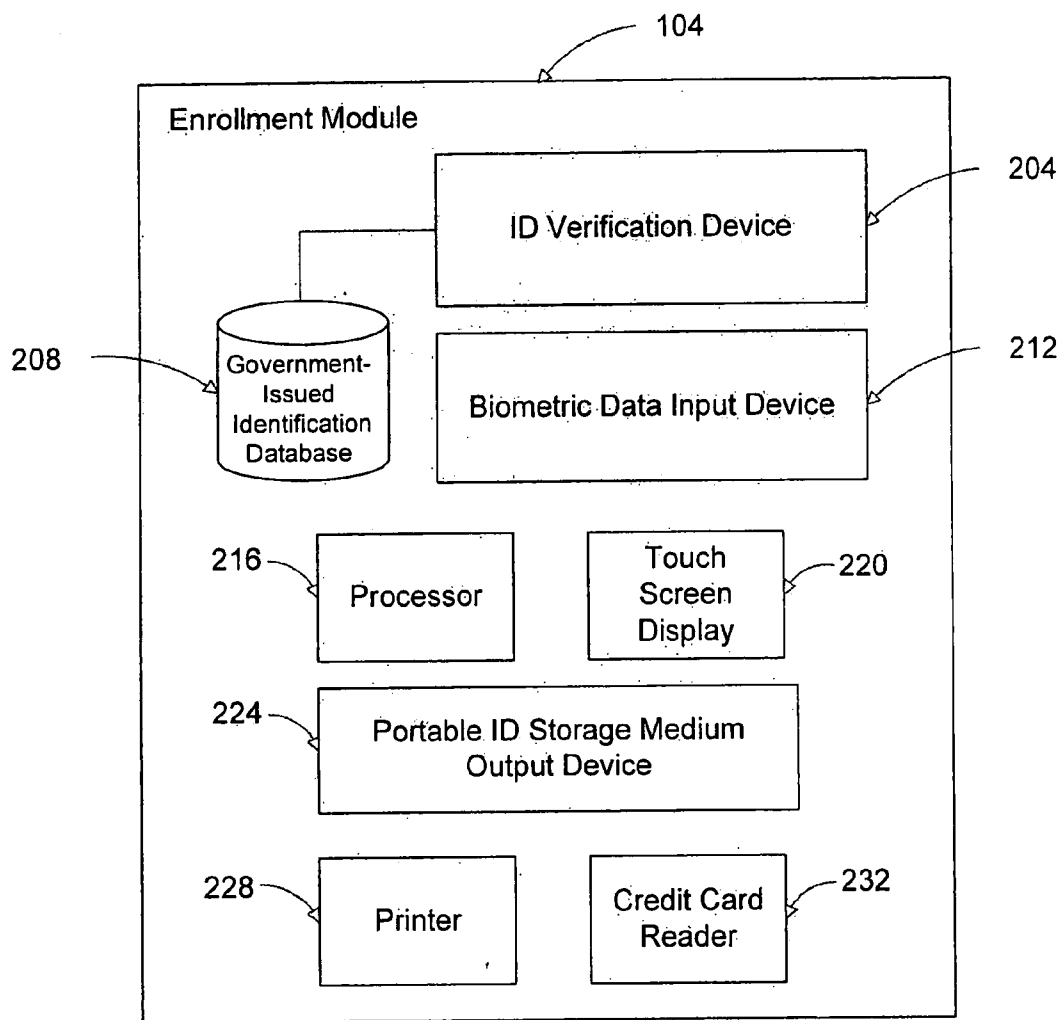 104
Enrollment Module
204
ID Verification Device
208
Government-
Issued
Identification
Database
212
Biometric Data Input Device
216
Processor
Touch
Screen
Display
220
224
Portable ID Storage Medium
Output Device
228
Printer
Credit Card
Reader
232